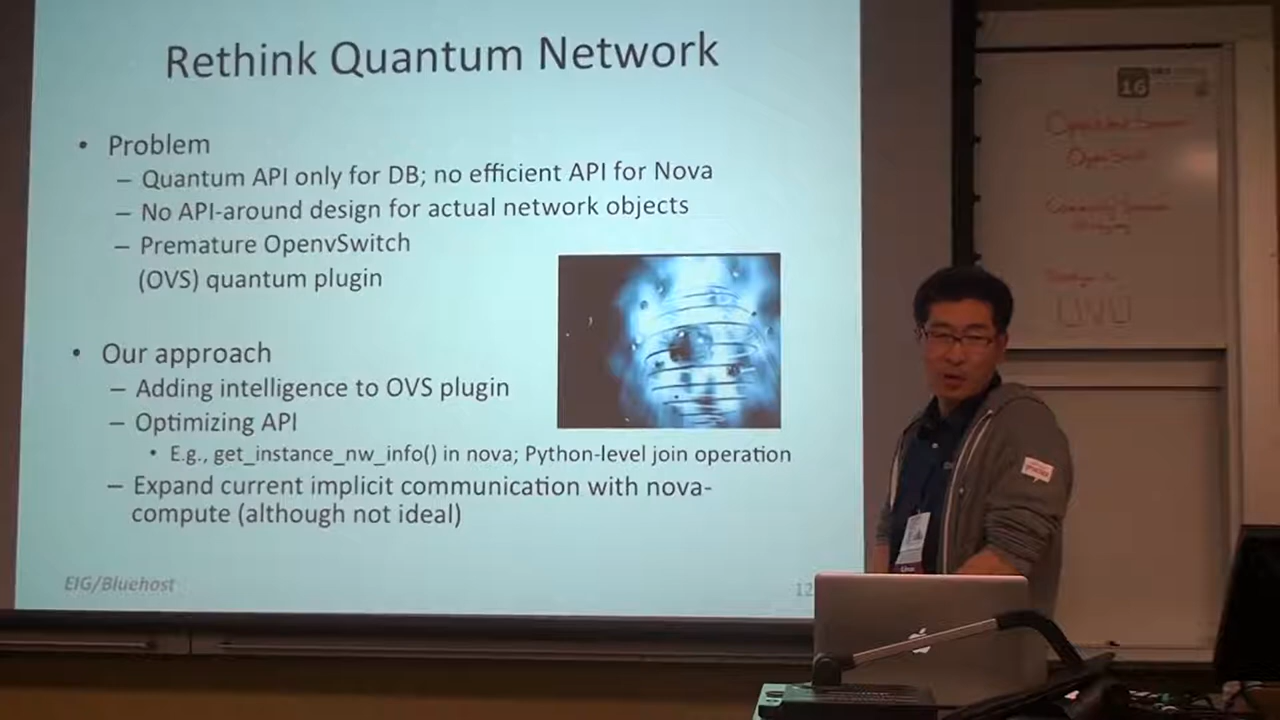 Rethink Quantum Network
• Problem
– Quantum API only for DB; no efficient API for Nova
– No API-around design for actual network objects
– Premature OpenvSwitch
(OVS) quantum plugin
• Our approach
– Adding intelligence to OVS plugin
– Optimizing API
• E.g., get_instance_nw_info() in nova; Python-level join operation
– Expand current implicit communication with nova-
compute (although not ideal)
EIG/Bluehost
12
16